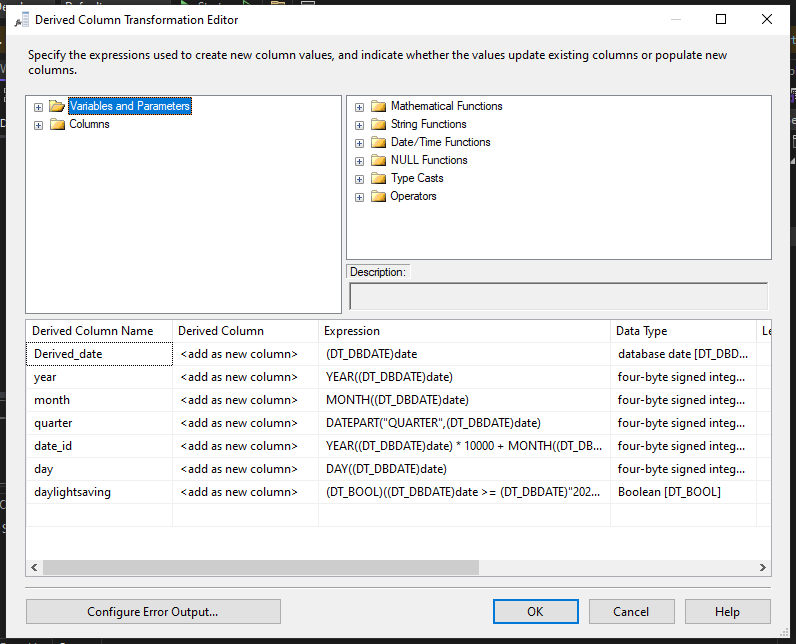 Derived Column Transformation Editor
Specify the expressions used to create new column values, and indicate whether the values update existing columns or populate new
columns.
Variables and Parameters
Columns
Mathematical Functions
String Functions
Date/Time Functions
NULL Functions
Type Casts
Operators
Description:
Derived Column Name Derived Column Expression Data Type Le
Derived_date <add as new column> (DT_DBDATE)date database date [DT_DBD...
year <add as new column> YEAR((DT_DBDATE)date) four-byte signed integ...
month <add as new column> MONTH((DT_DBDATE)date) four-byte signed integ...
quarter <add as new column> DATEPART("QUARTER",(DT_DBDATE)date) four-byte signed integ...
date_id <add as new column> YEAR((DT_DBDATE)date) * 10000 + MONTH((DT_DB... four-byte signed integ...
day <add as new column> DAY((DT_DBDATE)date) four-byte signed integ...
daylightsaving <add as new column> (DT_BOOL)((DT_DBDATE)date >= (DT_DBDATE)"202... Boolean [DT_BOOL]
Configure Error Output... OK Cancel Help